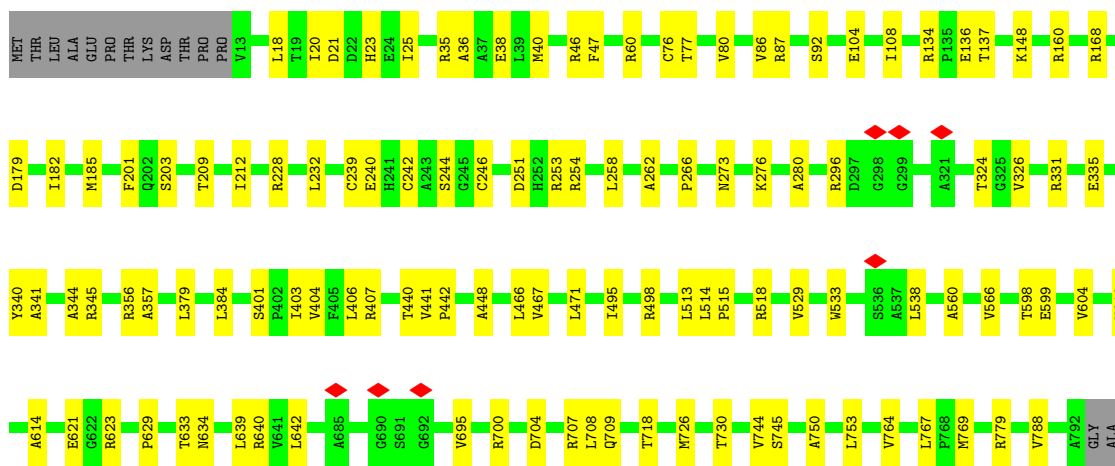 MET THR LEU ALA GLU PRO THR LYS ASP THR PRO PRO V13 L18 T19 I20 D21 D22 H23 E24 I25 R35 A36 A37 E38 L39 M40 R46 F47 R60 C76 T77 V80 V86 R87 S92 E104 I108 R134 P135 E136 T137 K148 R160 R168
D179 I182 M185 F201 Q202 S203 T209 I212 R228 L232 C239 E240 H241 C242 A243 S244 G245 C246 D251 H252 R253 R254 L258 A262 P266 N273 K276 A280 R296 D297 G298 G299 A321 T324 G325 V326 R331 E335
Y340 A341 A344 R345 R356 A357 L379 L384 S401 P402 I403 V404 F405 L406 R407 T440 V441 P442 A448 L466 V467 L471 I495 R498 L513 L514 P515 R518 V529 W533 S536 A537 L538 A560 V566 T598 E599 V604
A614 E621 G622 R623 P629 T633 N634 L639 R640 V641 L642 A685 G690 S691 G692 V695 R700 D704 R707 L708 Q709 T718 M726 T730 V744 S745 A750 L753 V764 L767 P768 M769 R779 V788 A792 GLY ALA